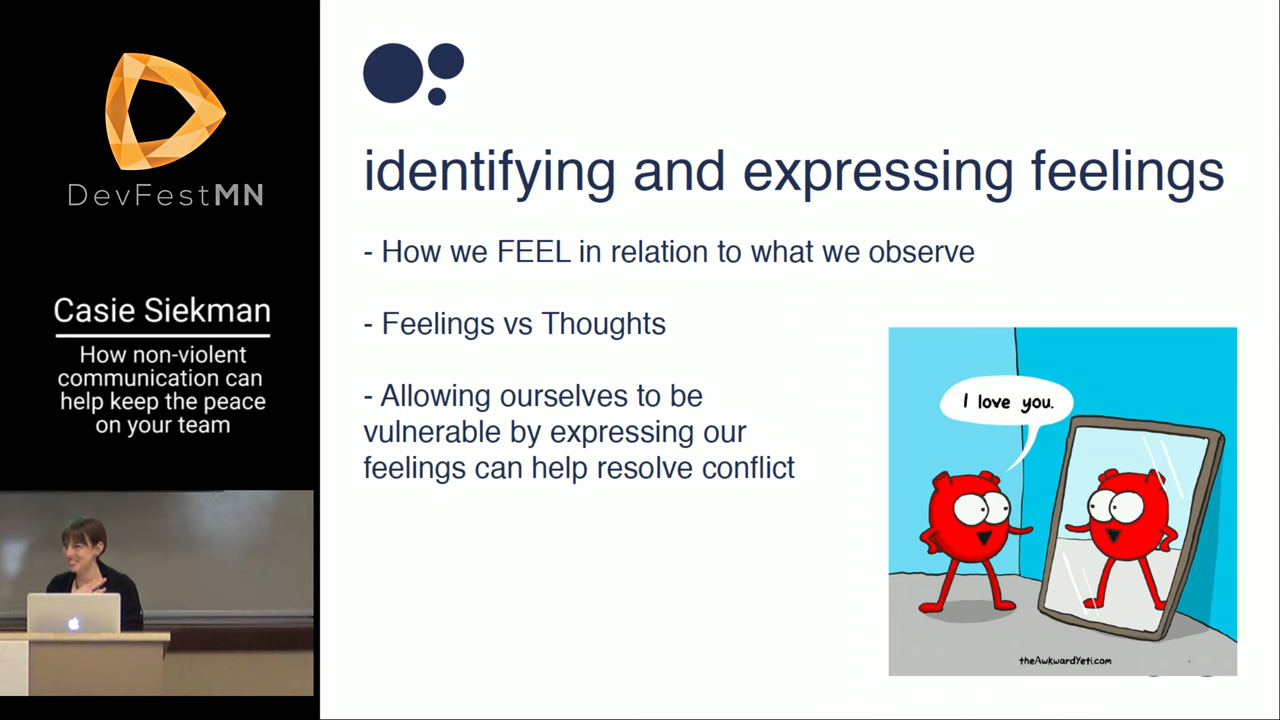 DevFestMN
Casie Siekman
How non-violent
communication can
help keep the peace
on your team
identifying and expressing feelings
- How we FEEL in relation to what we observe
- Feelings vs Thoughts
- Allowing ourselves to be
vulnerable by expressing our
feelings can help resolve conflict
I love you.
theAwkwardYeti.com